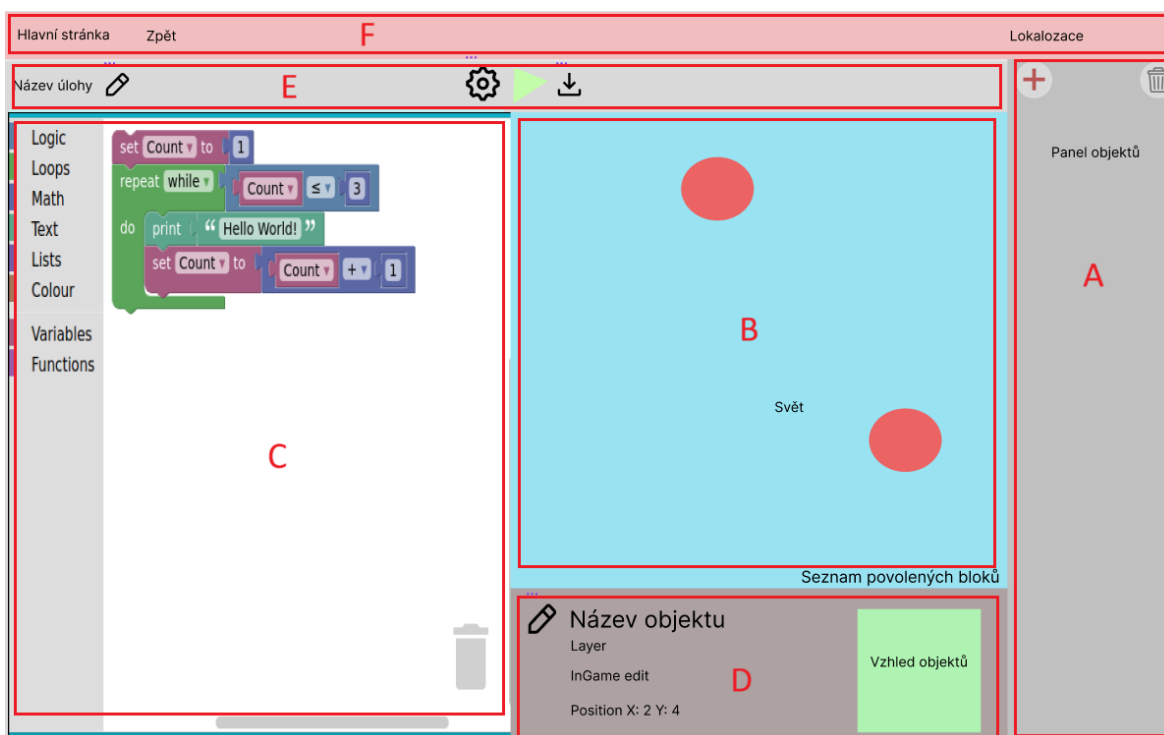 Hlavní stránka Zpět F Lokalozace
Název úlohy E
Logic
Loops
Math
Text
Lists
Colour
Variables
Functions
set Count to 1
repeat while Count ≤ 3
do print “ Hello World! ”
set Count to Count + 1
C
B
Svět
Seznam povolených bloků
Panel objektů
A
Název objektu
Layer
InGame edit
Position X: 2 Y: 4
D
Vzhled objektů